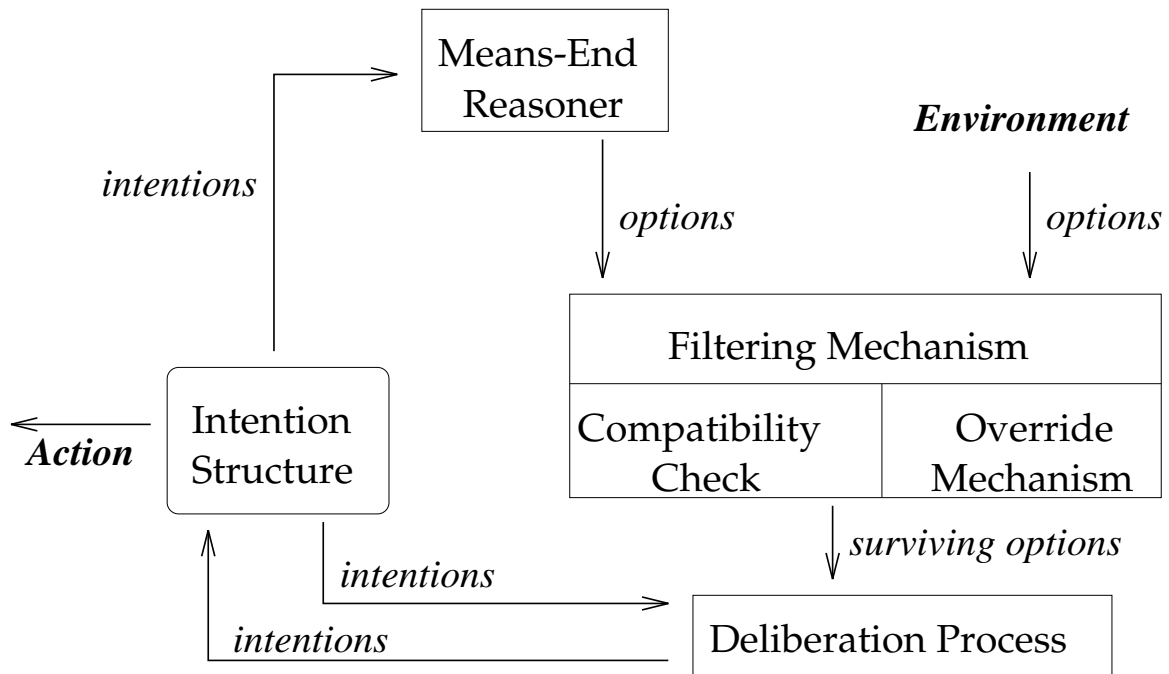 Means-End
Reasoner
Environment
intentions
options
options
Filtering Mechanism
Intention
Structure
Action
Compatibility
Check
Override
Mechanism
surviving options
intentions
intentions
Deliberation Process